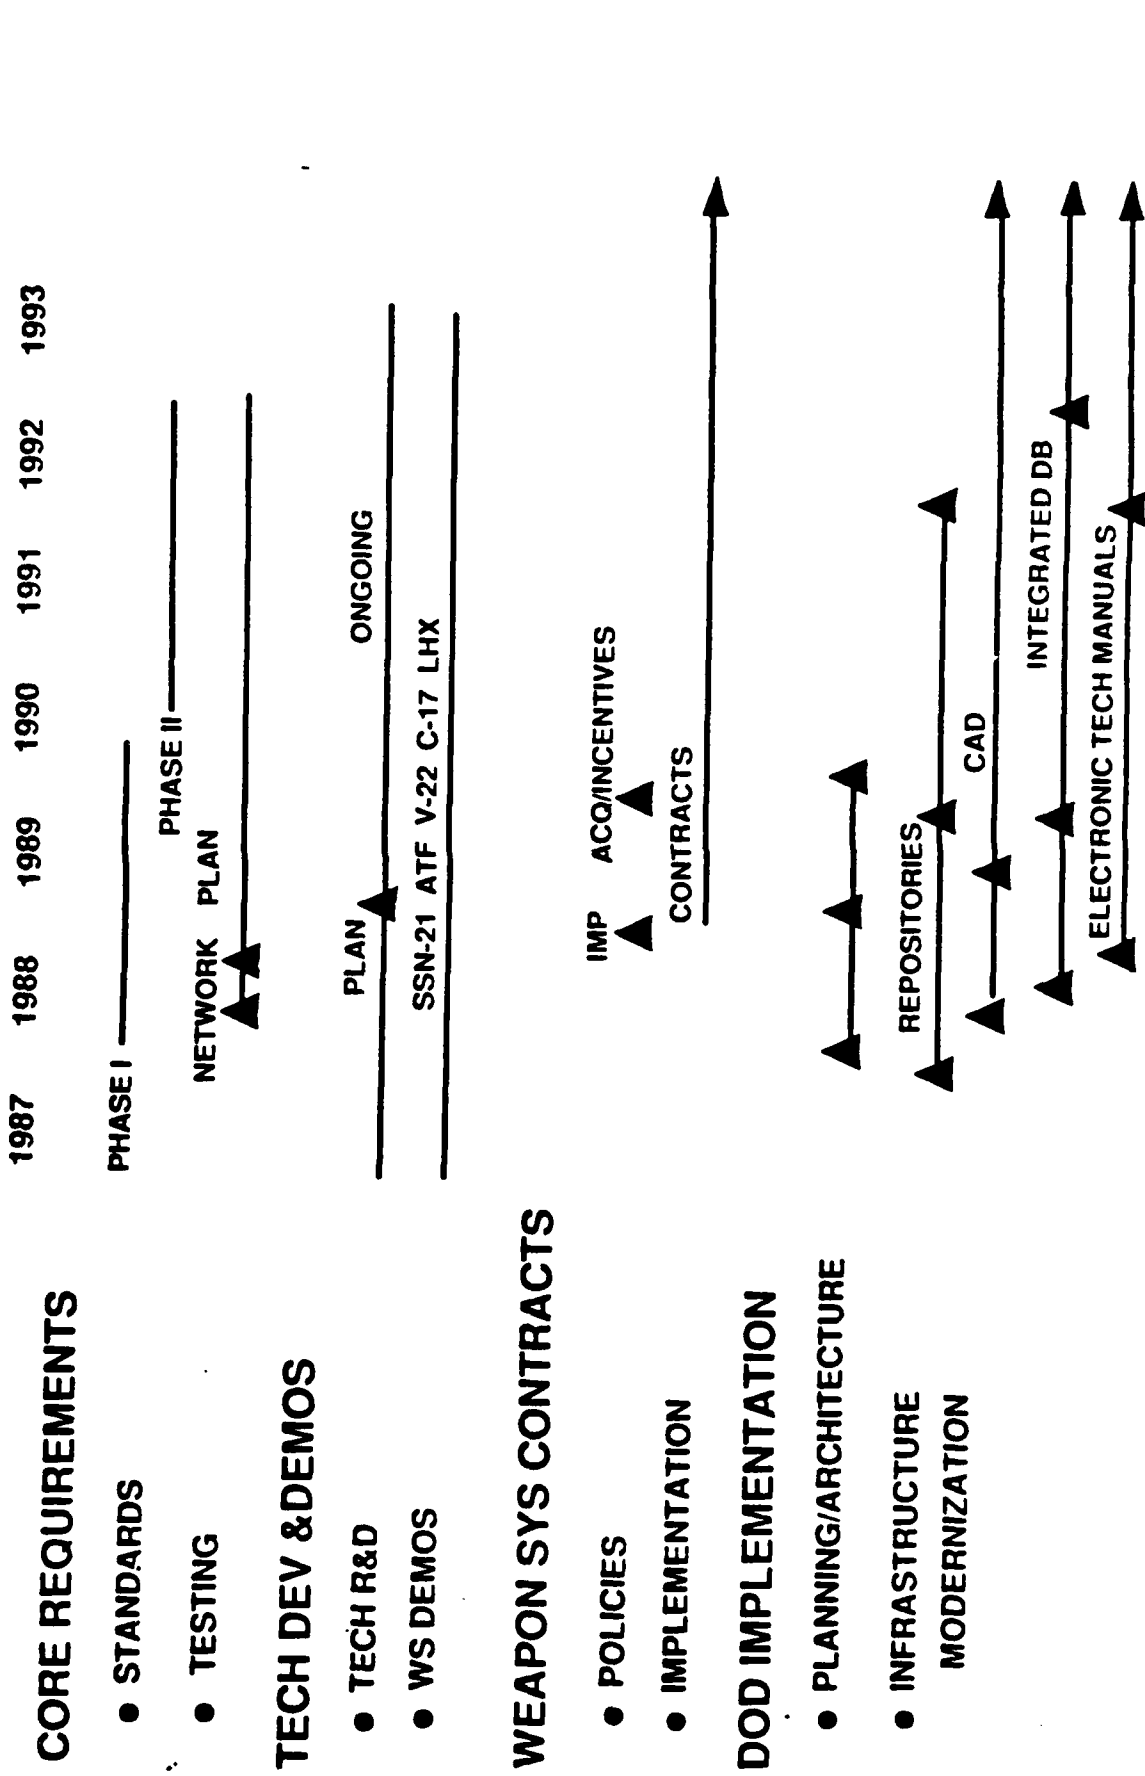 1987 1988 1989 1990 1991 1992 1993
CORE REQUIREMENTS
● STANDARDS PHASE I
PHASE II
● TESTING NETWORK PLAN
TECH DEV & DEMOS
● TECH R&D PLAN ONGOING
● WS DEMOS SSN-21 ATF V-22 C-17 LHX
WEAPON SYS CONTRACTS
● POLICIES IMP ACQ/INCENTIVES
● IMPLEMENTATION CONTRACTS
DOD IMPLEMENTATION
● PLANNING/ARCHITECTURE
● INFRASTRUCTURE REPOSITORIES
MODERNIZATION CAD
INTEGRATED DB
ELECTRONIC TECH MANUALS